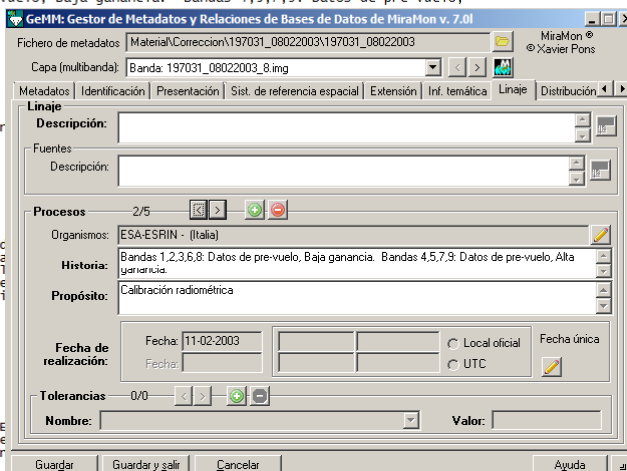 GeMM: Gestor de Metadatos y Relaciones de Bases de Datos de MiraMon v. 7.0l
Fichero de metadatos Material\Correccion\197031_08022003\197031_08022003
MiraMon ®
© Xavier Pons
Capa (multibanda): Banda: 197031_08022003_8.img
Metadatos Identificación Presentación Sist. de referencia espacial Extensión Inf. temática Linaje Distribución
Linaje
Descripción:
Fuentes
Descripción:
Procesos 2/5
Organismos: ESA-ESRIN - (Italia)
Historia: Bandas 1,2,3,6,8: Datos de pre-vuelo, Baja ganancia. Bandas 4,5,7,9: Datos de pre-vuelo, Alta
ganancia.
Propósito: Calibración radiométrica
Fecha de
realización:
Fecha: 11-02-2003
Fecha:
Local oficial
UTC
Fecha única
Tolerancias 0/0
Nombre: Valor:
Guardar Guardar y salir Cancelar Ayuda